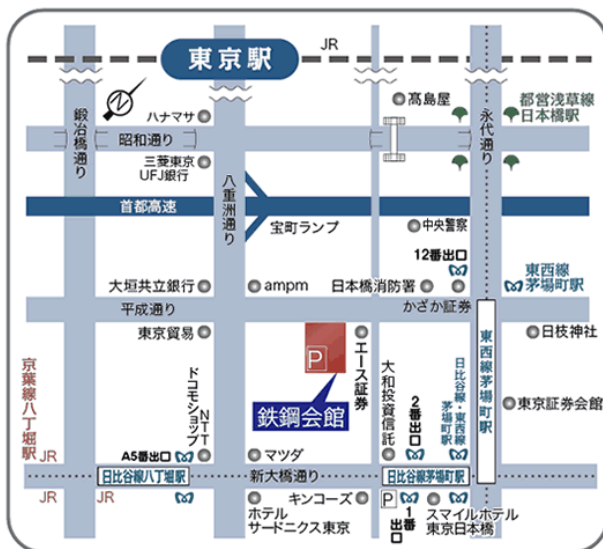 JR
東京駅
鍛冶橋通り
ハナマサ
髙島屋
永代通り
都営浅草線
日本橋駅
昭和通り
三菱東京
UFJ銀行
八重洲通り
首都高速
宝町ランプ
中央警察
12番出口
東西線
茅場町駅
大垣共立銀行
ampm
日本橋消防署
平成通り
かざか証券
東京貿易
P
エース証券
大和投資信託
日比谷線・東西線
茅場町駅
東西線茅場町駅
日枝神社
京葉線八丁堀駅
ドコモショップ
NTT
鉄鋼会館
2番出口
東京証券会館
JR
A5番出口
マツダ
日比谷線八丁堀駅
新大橋通り
日比谷線茅場町駅
JR
JR
ホテル
サードニクス東京
キンコーズ
P
1番出口
スマイルホテル
東京日本橋